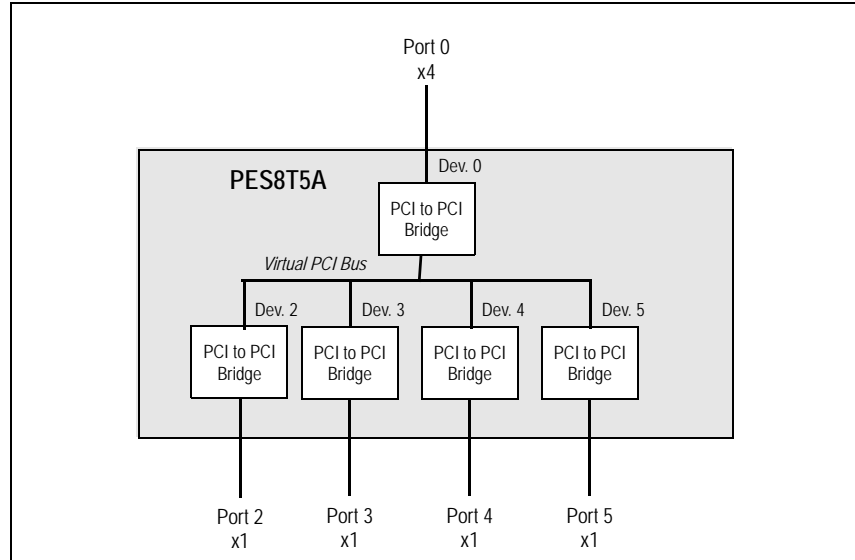 Port 0
x4
Dev. 0
PES8T5A
PCI to PCI
Bridge
Virtual PCI Bus
Dev. 2
Dev. 3
Dev. 4
Dev. 5
PCI to PCI
Bridge
PCI to PCI
Bridge
PCI to PCI
Bridge
PCI to PCI
Bridge
Port 2
x1
Port 3
x1
Port 4
x1
Port 5
x1